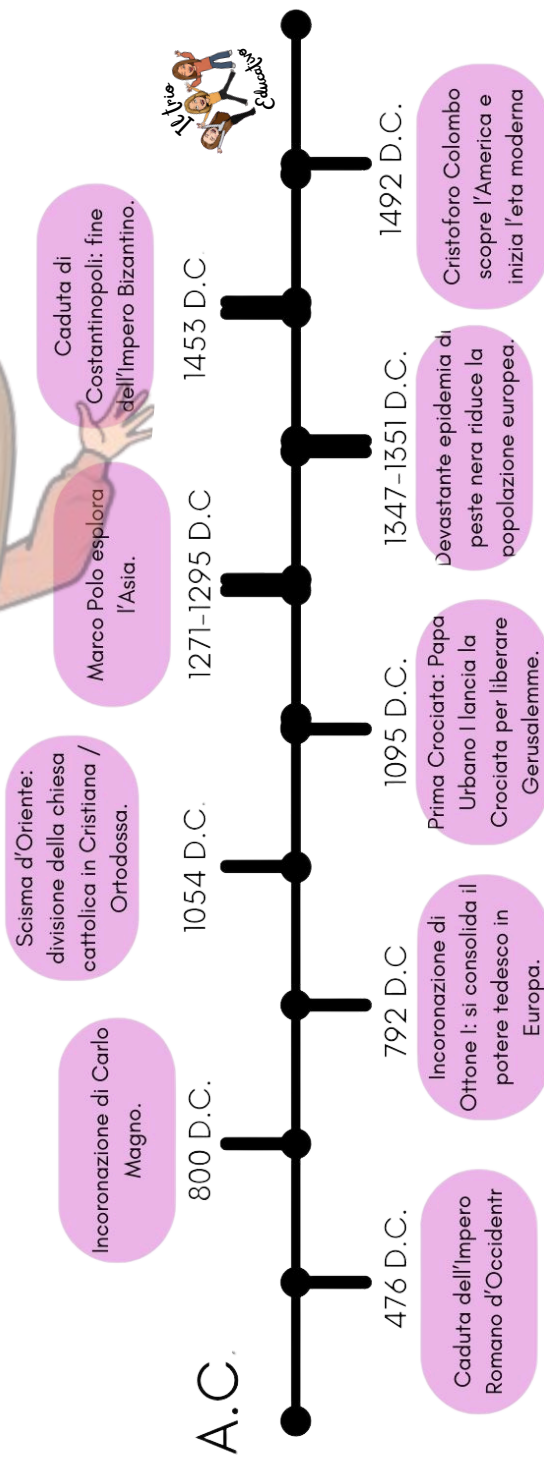 A.C.
476 D.C.
Caduta dell'Impero
Romano d'Occidentr
Incoronazione di Carlo
Magno.
800 D.C.
792 D.C
Incoronazione di
Ottone I: si consolida il
potere tedesco in
Europa.
Scisma d'Oriente:
divisione della chiesa
cattolica in Cristiana /
Ortodossa.
1054 D.C.
1095 D.C.
Prima Crociata: Papa
Urbano I lancia la
Crociata per liberare
Gerusalemme.
Marco Polo esplora
l'Asia.
1271-1295 D.C
1347-1351 D.C.
Devastante epidemia di
peste nera riduce la
popolazione europea.
Caduta di
Costantinopoli: fine
dell'Impero Bizantino.
1453 D.C.
1492 D.C.
Cristoforo Colombo
scopre l'America e
inizia l'eta moderna
Il trio
Educativo